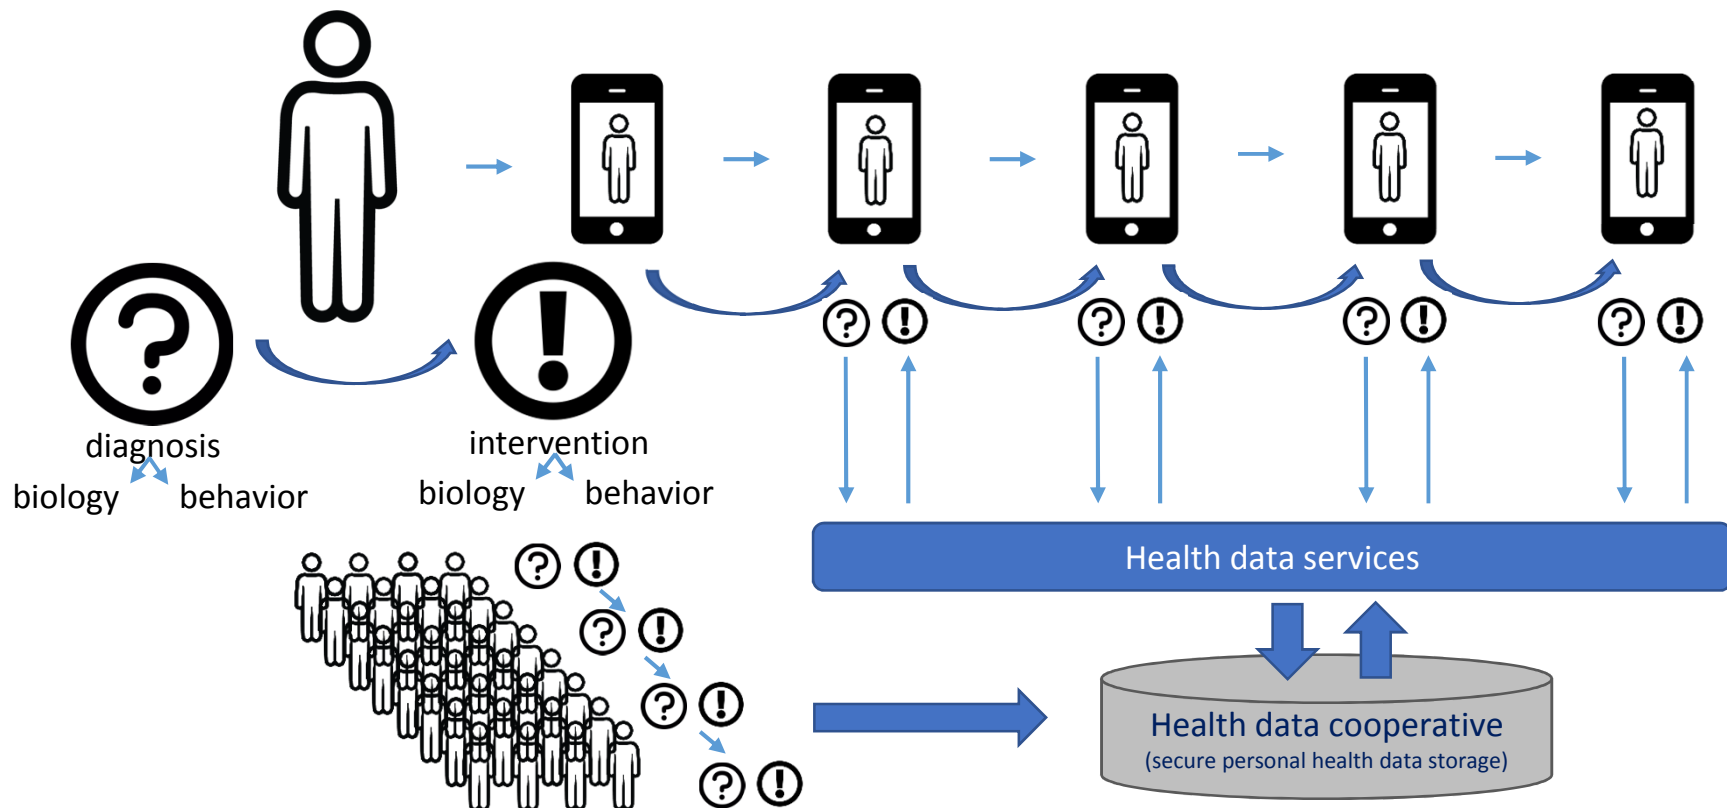 diagnosis
biology behavior
intervention
biology behavior
Health data services
Health data cooperative
(secure personal health data storage)